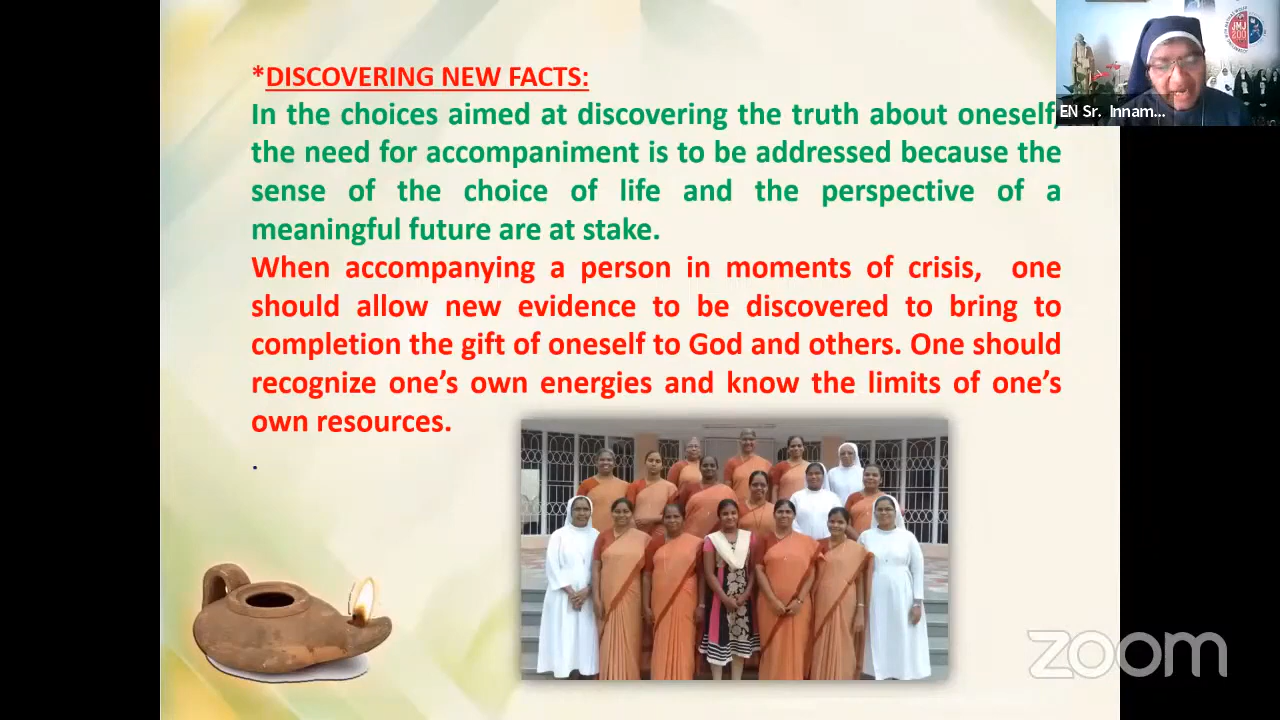 *DISCOVERING NEW FACTS:
In the choices aimed at discovering the truth about oneself,
the need for accompaniment is to be addressed because the
sense of the choice of life and the perspective of a
meaningful future are at stake.
When accompanying a person in moments of crisis, one
should allow new evidence to be discovered to bring to
completion the gift of oneself to God and others. One should
recognize one’s own energies and know the limits of one’s
own resources.
.
EN Sr. Innam...
JMJ
200
zoom